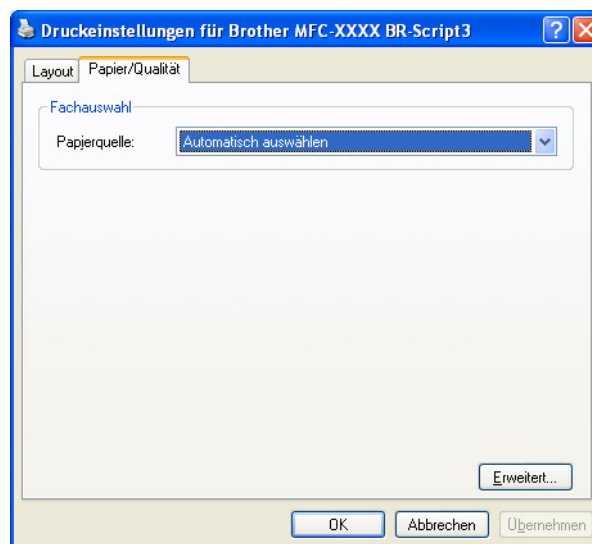 Druckeinstellungen für Brother MFC-XXXX BR-Script3
Layout Papier/Qualität
Fachauswahl
Papierquelle: Automatisch auswählen
Erweitert...
OK Abbrechen Übernehmen